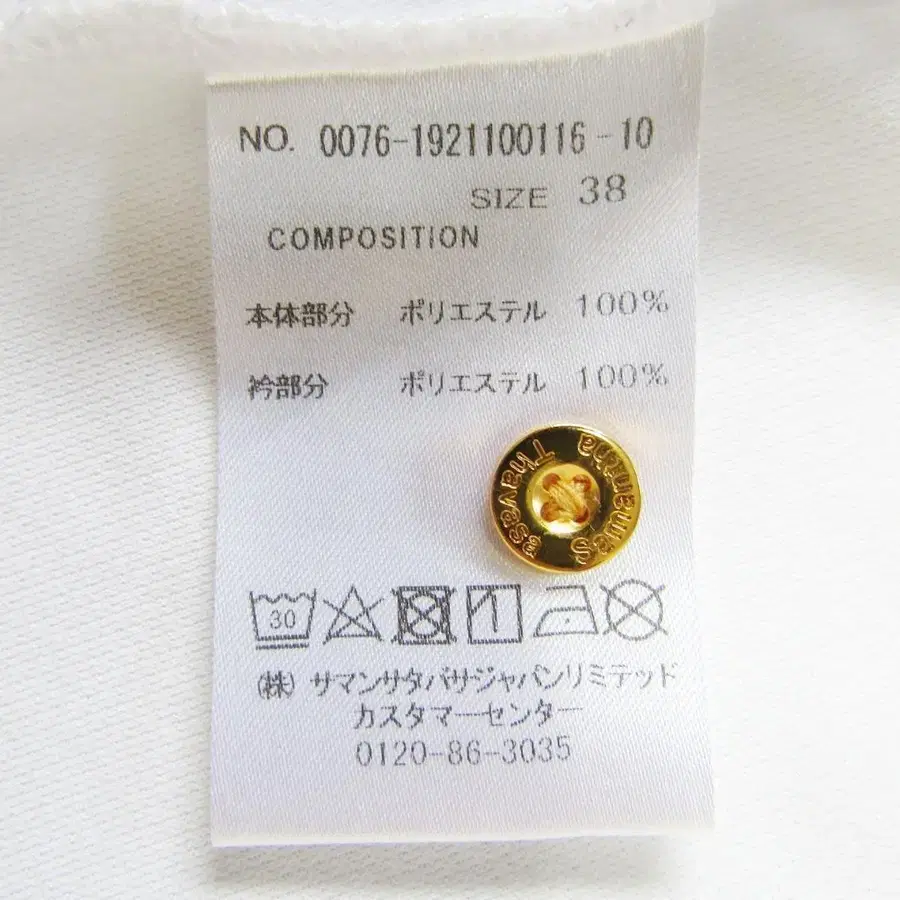 NO. 0076-1921100116-10
SIZE 38
COMPOSITION
本体部分 ポリエステル 100%
衿部分 ポリエステル 100%
Samantha Thavasa
30
(株) サマンサタバサジャパンリミテッド
カスタマーセンター
0120-86-3035